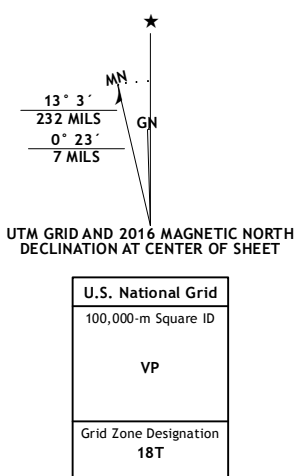 ★
MN
13° 3´
232 MILS
GN
0° 23´
7 MILS
UTM GRID AND 2016 MAGNETIC NORTH
DECLINATION AT CENTER OF SHEET
U.S. National Grid
100,000-m Square ID
VP
Grid Zone Designation
18T